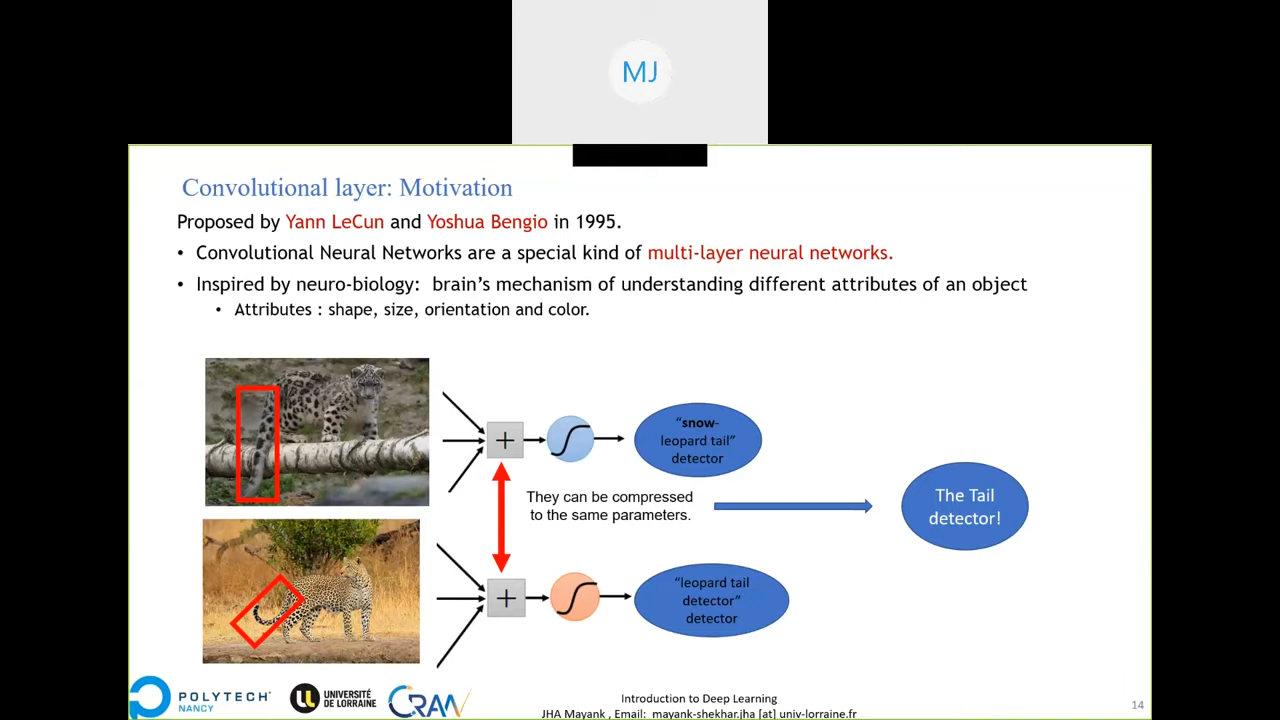 MJ
Convolutional layer: Motivation
Proposed by Yann LeCun and Yoshua Bengio in 1995.
• Convolutional Neural Networks are a special kind of multi-layer neural networks.
• Inspired by neuro-biology: brain's mechanism of understanding different attributes of an object
• Attributes : shape, size, orientation and color.
+
“snow-
leopard tail”
detector
They can be compressed
to the same parameters.
The Tail
detector!
+
“leopard tail
detector”
detector
POLYTECH
NANCY
UNIVERSITÉ
DE LORRAINE
CRAN
Introduction to Deep Learning
JHA Mayank , Email: mayank-shekhar.jha [at] univ-lorraine.fr
14